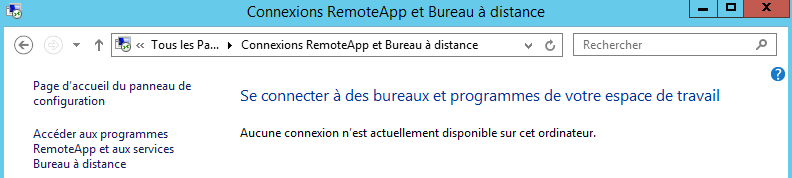 Connexions RemoteApp et Bureau à distance
« Tous les Pa... Connexions RemoteApp et Bureau à distance
Rechercher
Page d'accueil du panneau de
configuration
Se connecter à des bureaux et programmes de votre espace de travail
Aucune connexion n'est actuellement disponible sur cet ordinateur.
Accéder aux programmes
RemoteApp et aux services
Bureau à distance